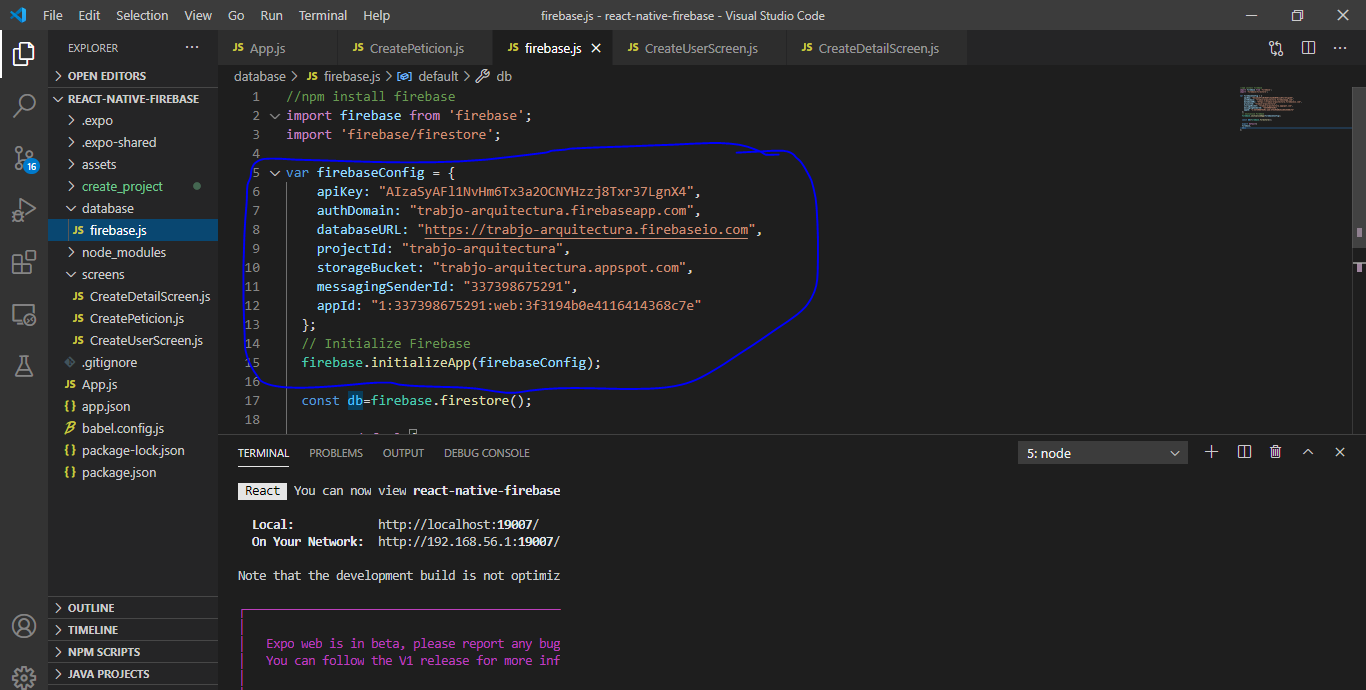 File Edit Selection View Go Run Terminal Help firebase.js - react-native-firebase - Visual Studio Code
EXPLORER ···
OPEN EDITORS
REACT-NATIVE-FIREBASE
.expo
.expo-shared
assets
create_project
database
JS firebase.js
node_modules
screens
JS CreateDetailScreen.js
JS CreatePeticion.js
JS CreateUserScreen.js
.gitignore
JS App.js
{} app.json
babel.config.js
{} package-lock.json
{} package.json
OUTLINE
TIMELINE
NPM SCRIPTS
JAVA PROJECTS
16
JS App.js JS CreatePeticion.js JS firebase.js JS CreateUserScreen.js JS CreateDetailScreen.js
database > JS firebase.js > default > db
1 //npm install firebase
2 import firebase from 'firebase';
3 import 'firebase/firestore';
4
5 var firebaseConfig = {
6 apiKey: "AIzaSyAFl1NvHm6Tx3a2OCNYHzzj8Txr37LgnX4",
7 authDomain: "trabjo-arquitectura.firebaseapp.com",
8 databaseURL: "https://trabjo-arquitectura.firebaseio.com",
9 projectId: "trabjo-arquitectura",
10 storageBucket: "trabjo-arquitectura.appspot.com",
11 messagingSenderId: "337398675291",
12 appId: "1:337398675291:web:3f3194b0e4116414368c7e"
13 };
14 // Initialize Firebase
15 firebase.initializeApp(firebaseConfig);
16
17 const db=firebase.firestore();
18
TERMINAL PROBLEMS OUTPUT DEBUG CONSOLE 5: node
React You can now view react-native-firebase
Local: http://localhost:19007/
On Your Network: http://192.168.56.1:19007/
Note that the development build is not optimiz
Expo web is in beta, please report any bug
You can follow the V1 release for more inf